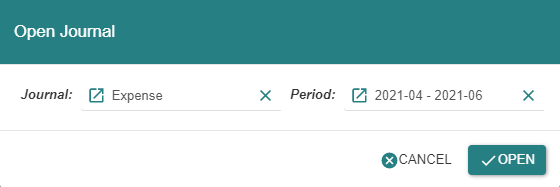 Open Journal
Journal: Expense Period: 2021-04 - 2021-06
CANCEL OPEN